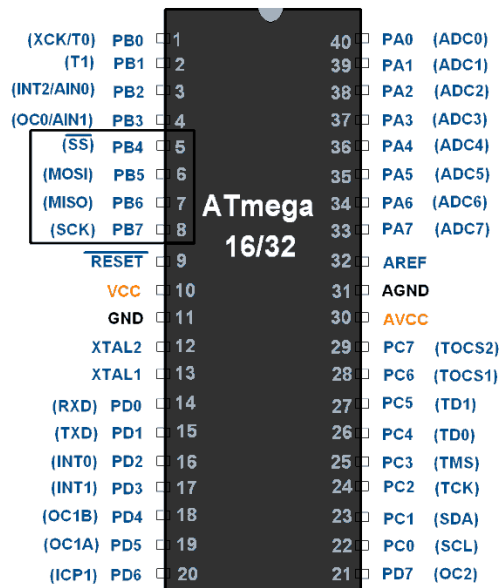 (XCK/T0) PB0 1 40 PA0 (ADC0)
(T1) PB1 2 39 PA1 (ADC1)
(INT2/AIN0) PB2 3 38 PA2 (ADC2)
(OC0/AIN1) PB3 4 37 PA3 (ADC3)
(SS) PB4 5 36 PA4 (ADC4)
(MOSI) PB5 6 35 PA5 (ADC5)
(MISO) PB6 7 34 PA6 (ADC6)
(SCK) PB7 8 33 PA7 (ADC7)
ATmega
16/32
RESET 9 32 AREF
VCC 10 31 AGND
GND 11 30 AVCC
XTAL2 12 29 PC7 (TOCS2)
XTAL1 13 28 PC6 (TOCS1)
(RXD) PD0 14 27 PC5 (TD1)
(TXD) PD1 15 26 PC4 (TD0)
(INT0) PD2 16 25 PC3 (TMS)
(INT1) PD3 17 24 PC2 (TCK)
(OC1B) PD4 18 23 PC1 (SDA)
(OC1A) PD5 19 22 PC0 (SCL)
(ICP1) PD6 20 21 PD7 (OC2)